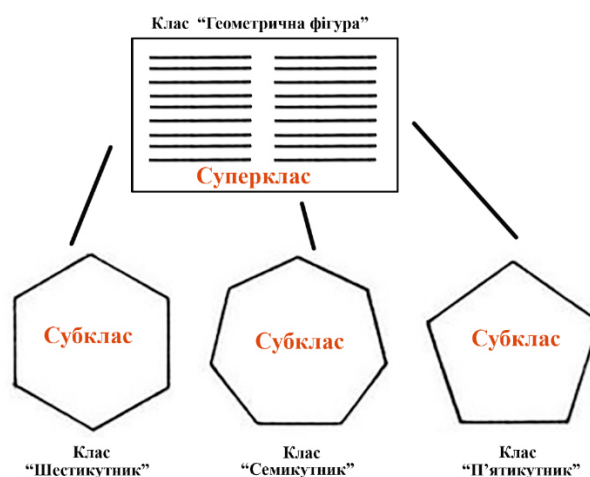 Клас “Геометрична фігура”
Суперклас
Субклас
Субклас
Субклас
Клас
“Шестикутник”
Клас
“Семикутник”
Клас
“П’ятикутник”